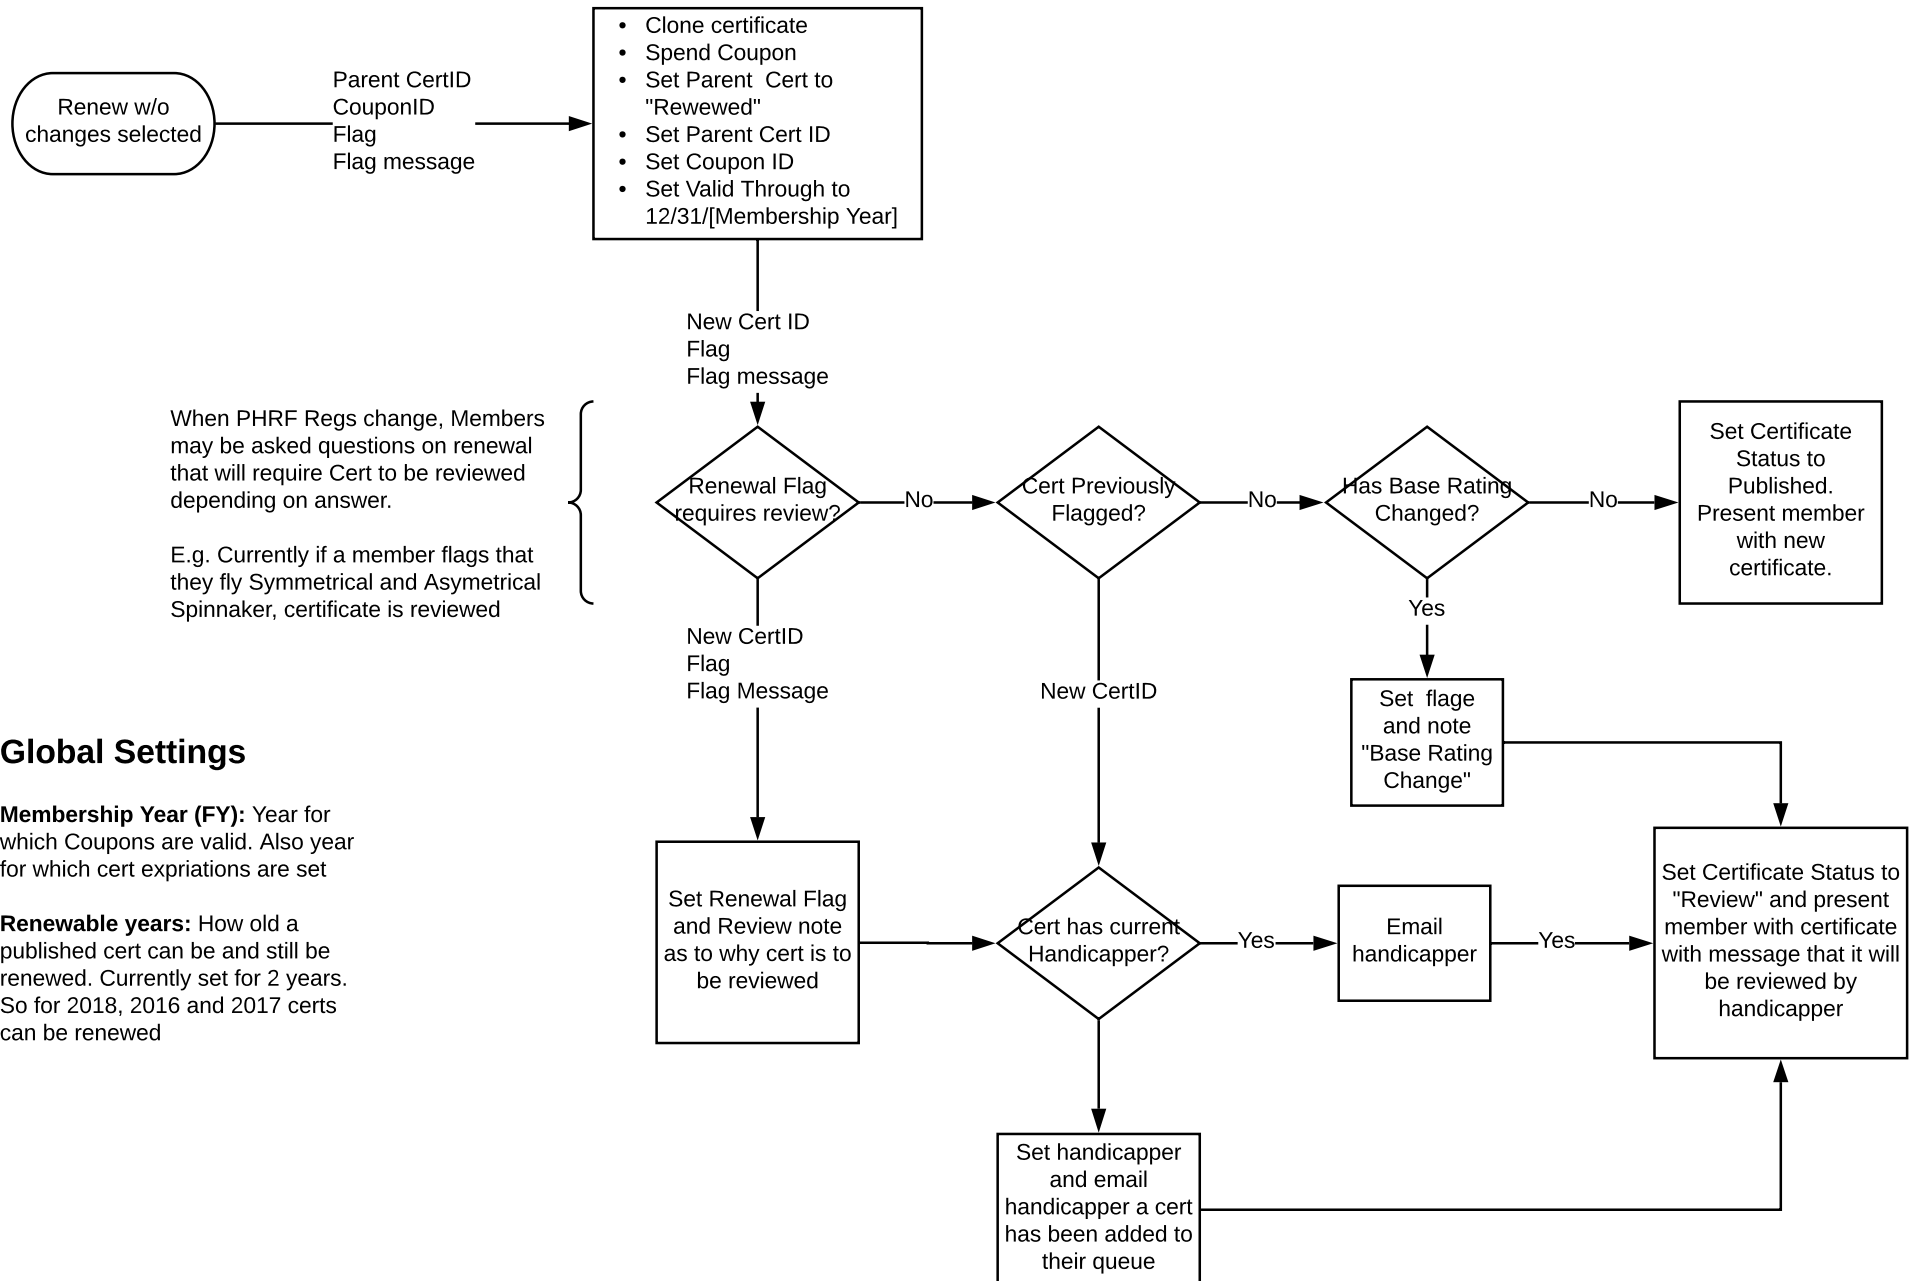 Renew w/o
changes selected
Parent CertID
CouponID
Flag
Flag message
• Clone certificate
• Spend Coupon
• Set Parent  Cert to
"Rewewed"
• Set Parent Cert ID
• Set Coupon ID
• Set Valid Through to
12/31/[Membership Year]
New Cert ID
Flag
Flag message
When PHRF Regs change, Members
may be asked questions on renewal
that will require Cert to be reviewed
depending on answer.
E.g. Currently if a member flags that
they fly Symmetrical and Asymetrical
Spinnaker, certificate is reviewed
Renewal Flag
requires review?
No
Cert Previously
Flagged?
No
Has Base Rating
Changed?
No
Set Certificate
Status to
Published.
Present member
with new
certificate.
Yes
New CertID
Flag
Flag Message
New CertID
Set  flage
and note
"Base Rating
Change"
Global Settings
Membership Year (FY): Year for
which Coupons are valid. Also year
for which cert expriations are set
Renewable years: How old a
published cert can be and still be
renewed. Currently set for 2 years.
So for 2018, 2016 and 2017 certs
can be renewed
Set Renewal Flag
and Review note
as to why cert is to
be reviewed
Cert has current
Handicapper?
Yes
Email
handicapper
Yes
Set Certificate Status to
"Review" and present
member with certificate
with message that it will
be reviewed by
handicapper
Set handicapper
and email
handicapper a cert
has been added to
their queue